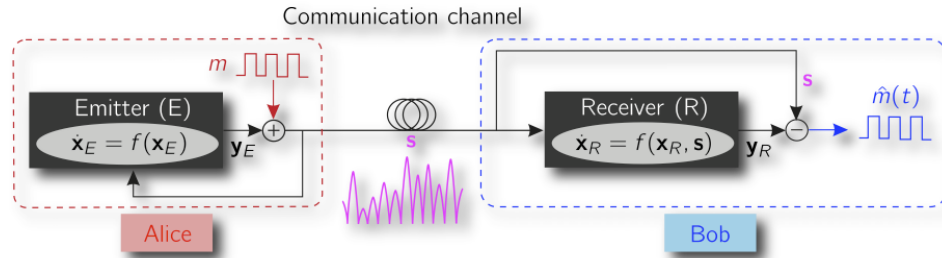 Communication channel
m
Emitter (E)
ẋ_E = f(x_E)
y_E
+
s
Receiver (R)
ẋ_R = f(x_R, s)
y_R
s
−
m̂(t)
Alice
Bob